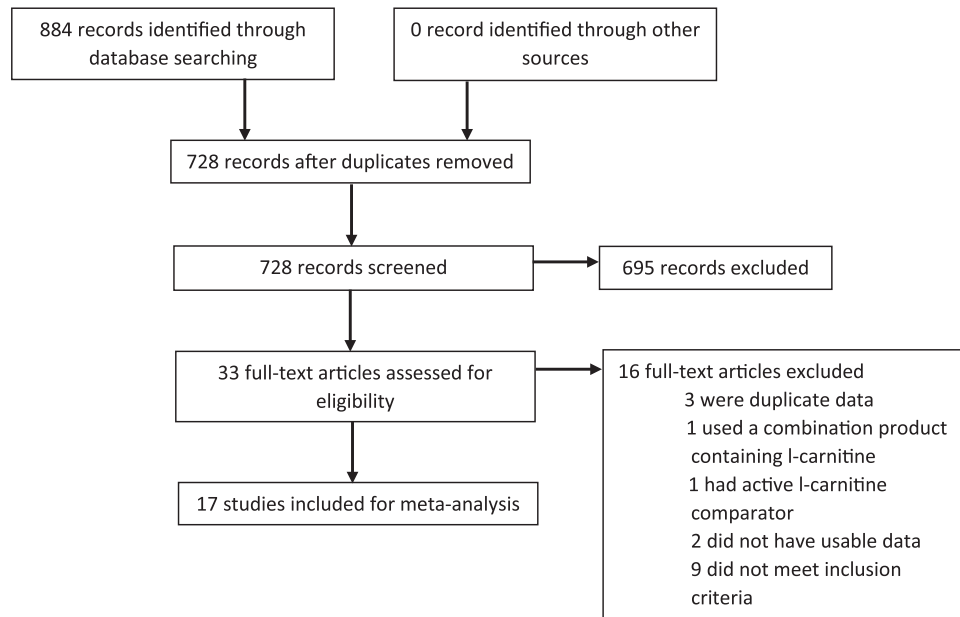 884 records identified through
database searching
0 record identified through other
sources
728 records after duplicates removed
728 records screened
695 records excluded
33 full-text articles assessed for
eligibility
16 full-text articles excluded
3 were duplicate data
1 used a combination product
containing l-carnitine
1 had active l-carnitine
comparator
2 did not have usable data
9 did not meet inclusion
criteria
17 studies included for meta-analysis